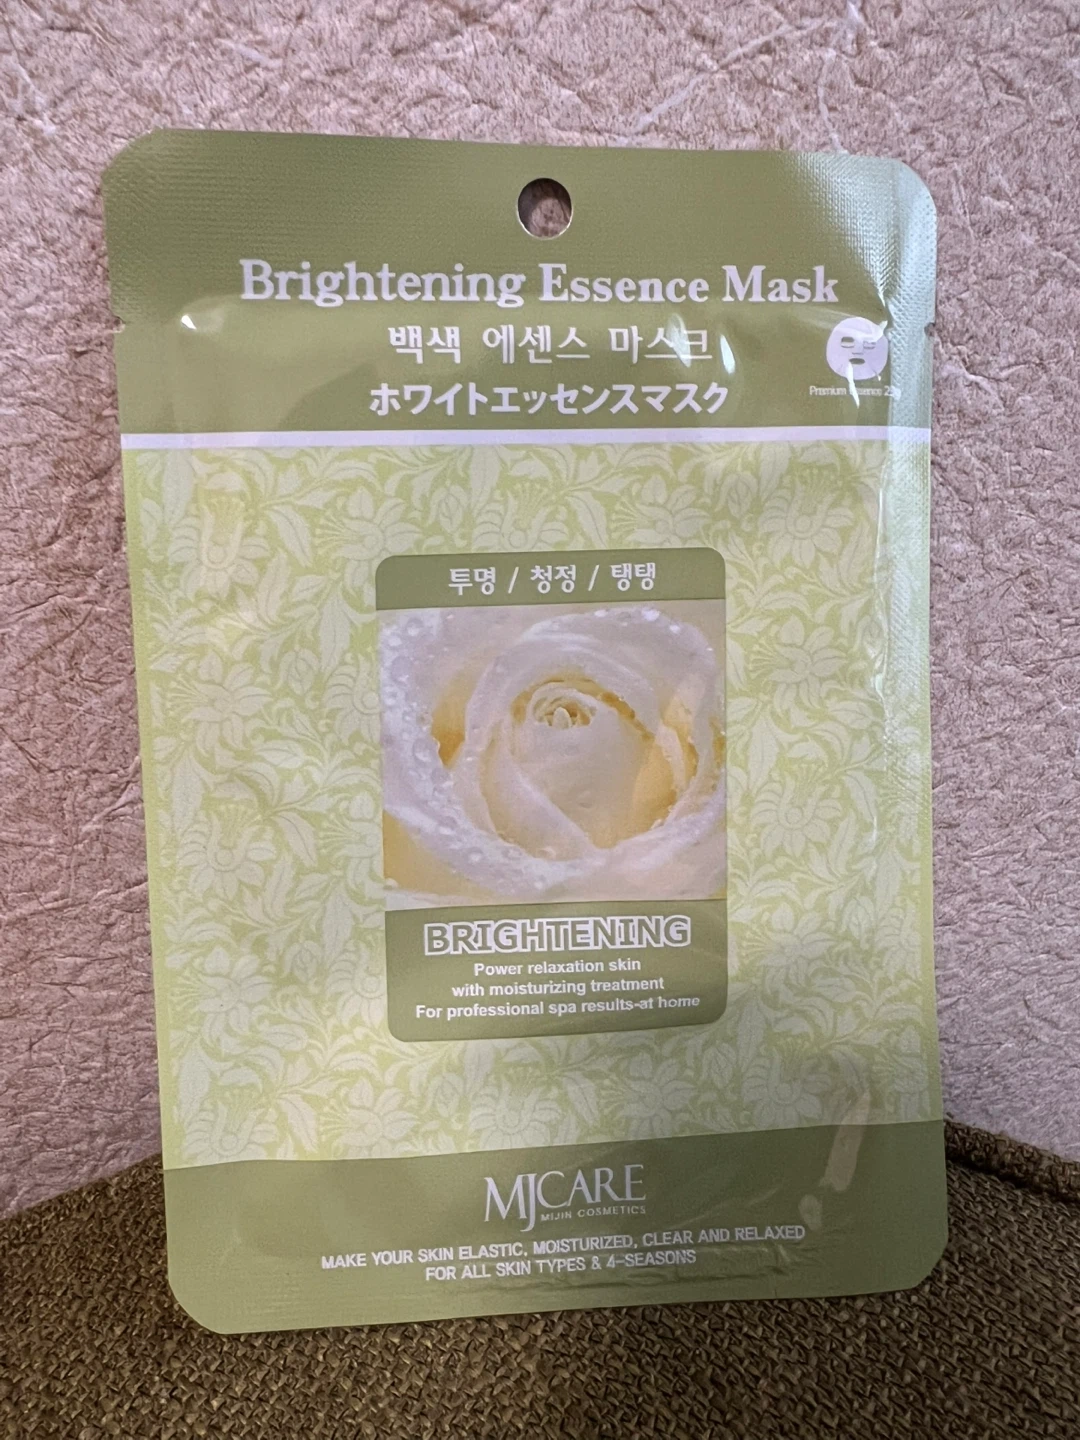 Brightening Essence Mask
백색 에센스 마스크
ホワイトエッセンスマスク
Premium Essence
투명 / 청정 / 탱탱
BRIGHTENING
Power relaxation skin
with moisturizing treatment
For professional spa results-at home
MJCARE
MIJIN COSMETICS
MAKE YOUR SKIN ELASTIC, MOISTURIZED, CLEAR AND RELAXED
FOR ALL SKIN TYPES & 4-SEASONS